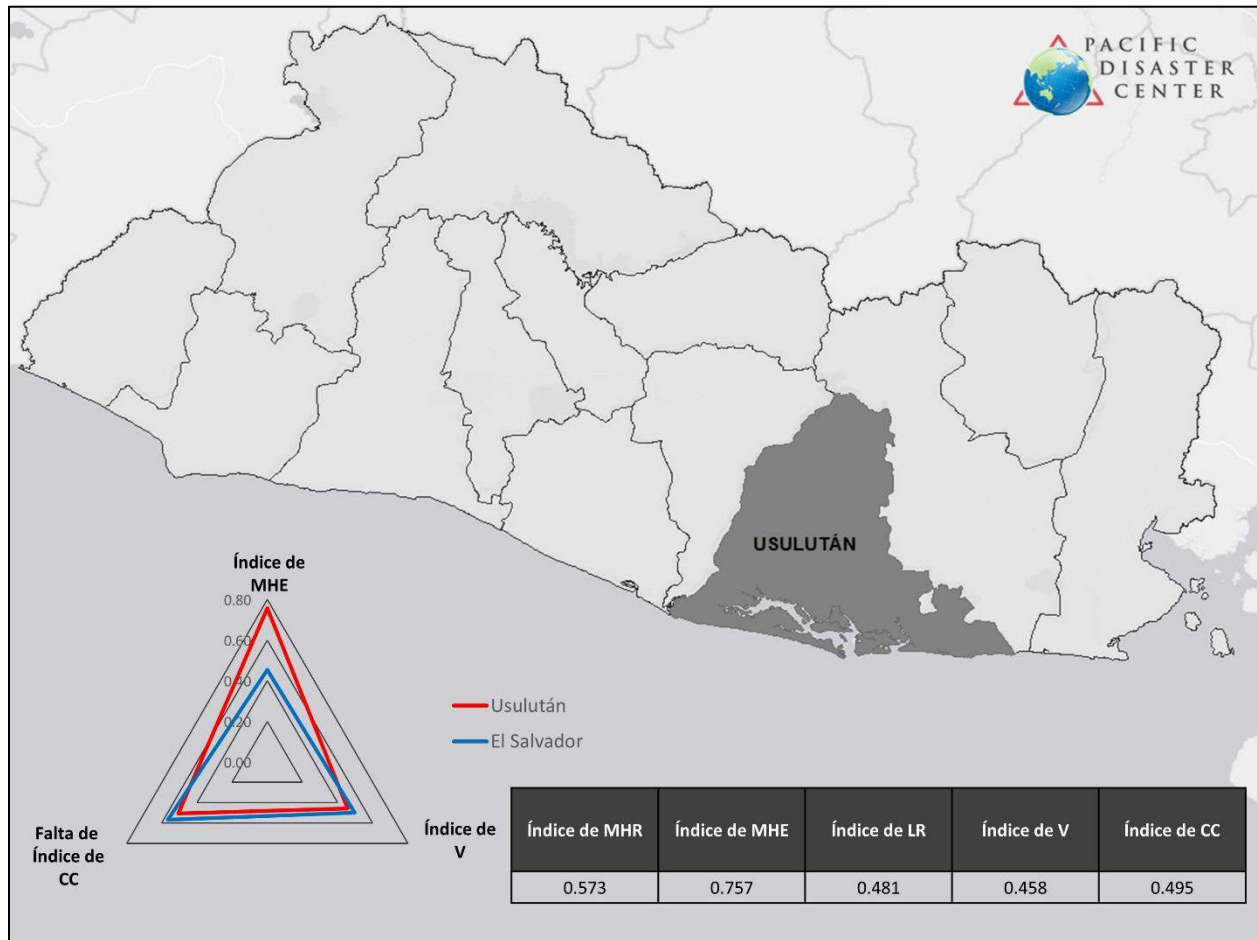 PACIFIC
DISASTER
CENTER
USULUTÁN
Índice de
MHE
0.80
0.60
0.40
0.20
0.00
Usulután
El Salvador
Falta de
Índice de
CC
Índice de
V
Índice de MHR Índice de MHE Índice de LR Índice de V Índice de CC
0.573 0.757 0.481 0.458 0.495